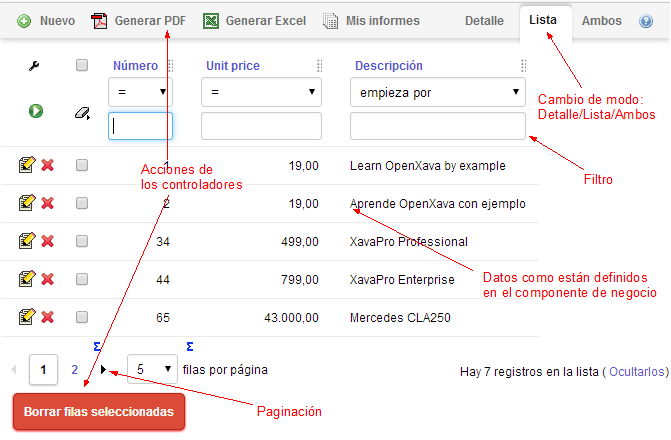 Nuevo Generar PDF Generar Excel Mis informes Detalle Lista Ambos ?
Número Unit price Descripción
= = empieza por
Cambio de modo:
Detalle/Lista/Ambos
Filtro
1 19,00 Learn OpenXava by example
Acciones de
los controladores
2 19,00 Aprende OpenXava con ejemplo
34 499,00 XavaPro Professional
44 799,00 XavaPro Enterprise
Datos como están definidos
en el componente de negocio
65 43.000,00 Mercedes CLA250
Σ Σ
1 2 5 filas por página
Hay 7 registros en la lista ( Ocultarlos)
Borrar filas seleccionadas
Paginación